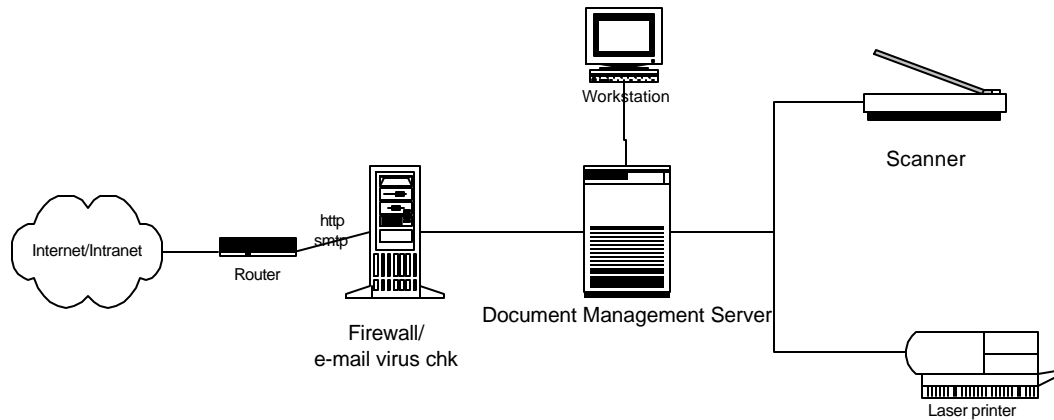 Workstation
Scanner
Internet/Intranet
http
smtp
Router
Firewall/
e-mail virus chk
Document Management Server
Laser printer